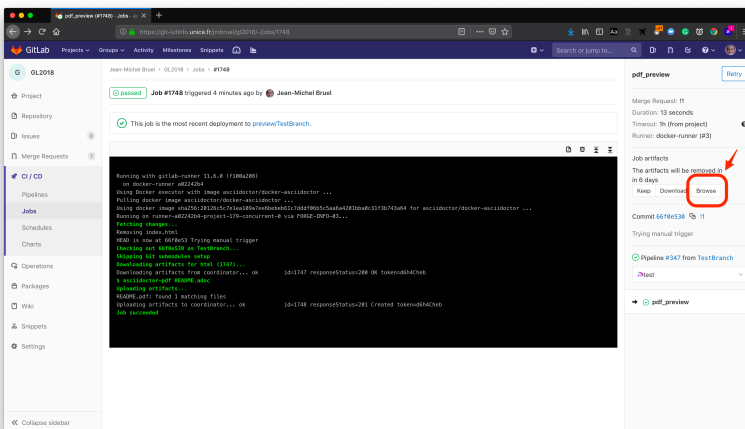 pdf_preview (#1748) · Jobs · Je
https://git-iutinfo.unice.fr/jmbruel/gl2018/-/jobs/1748
GitLab Projects Groups Activity Milestones Snippets Search or jump to...
G GL2018
Project
Repository
Issues 0
Merge Requests 1
CI / CD
Pipelines
Jobs
Schedules
Charts
Operations
Packages
Wiki
Snippets
Settings
Collapse sidebar
Jean-Michel Bruel > GL2018 > Jobs > #1748
passed Job #1748 triggered 4 minutes ago by Jean-Michel Bruel
This job is the most recent deployment to preview/TestBranch.
Running with gitlab-runner 11.6.0 (f100a208)
on docker-runner a02242b4
Using Docker executor with image asciidoctor/docker-asciidoctor ...
Pulling docker image asciidoctor/docker-asciidoctor ...
Using docker image for asciidoctor/docker-asciidoctor ...
Running on runner-a02242b4-project-179-concurrent-0 via FORGE-INFO-03...
Fetching changes...
Removing index.html
HEAD is now at 66f0e53 Trying manual trigger
Checking out 66f0e530 as TestBranch...
Skipping Git submodules setup
Downloading artifacts for html (1747)...
Downloading artifacts from coordinator... ok id=1747 responseStatus=200 OK token=d6h4Cheb
$ asciidoctor-pdf README.adoc
Uploading artifacts...
README.pdf: found 1 matching files
Uploading artifacts to coordinator... ok id=1748 responseStatus=201 Created token=d6h4Cheb
Job succeeded
pdf_preview Retry
Merge Request: !1
Duration: 13 seconds
Timeout: 1h (from project)
Runner: docker-runner (#3)
Job artifacts
The artifacts will be removed in
in 6 days
Keep Download Browse
Commit 66f0e530 !1
Trying manual trigger
Pipeline #347 from TestBranch
test
pdf_preview